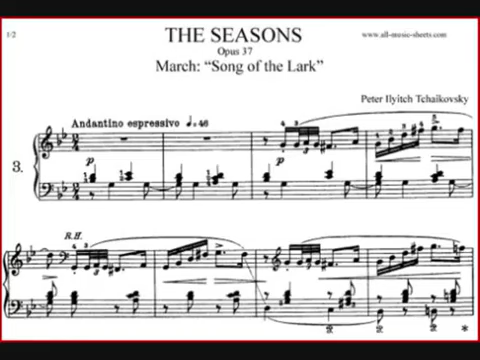 1/2
THE SEASONS
www.all-music-sheets.com
Opus 37
March: “Song of the Lark”
Peter Ilyitch Tchaikovsky
Andantino espressivo ♩.=46
3.
p
p
R.H.